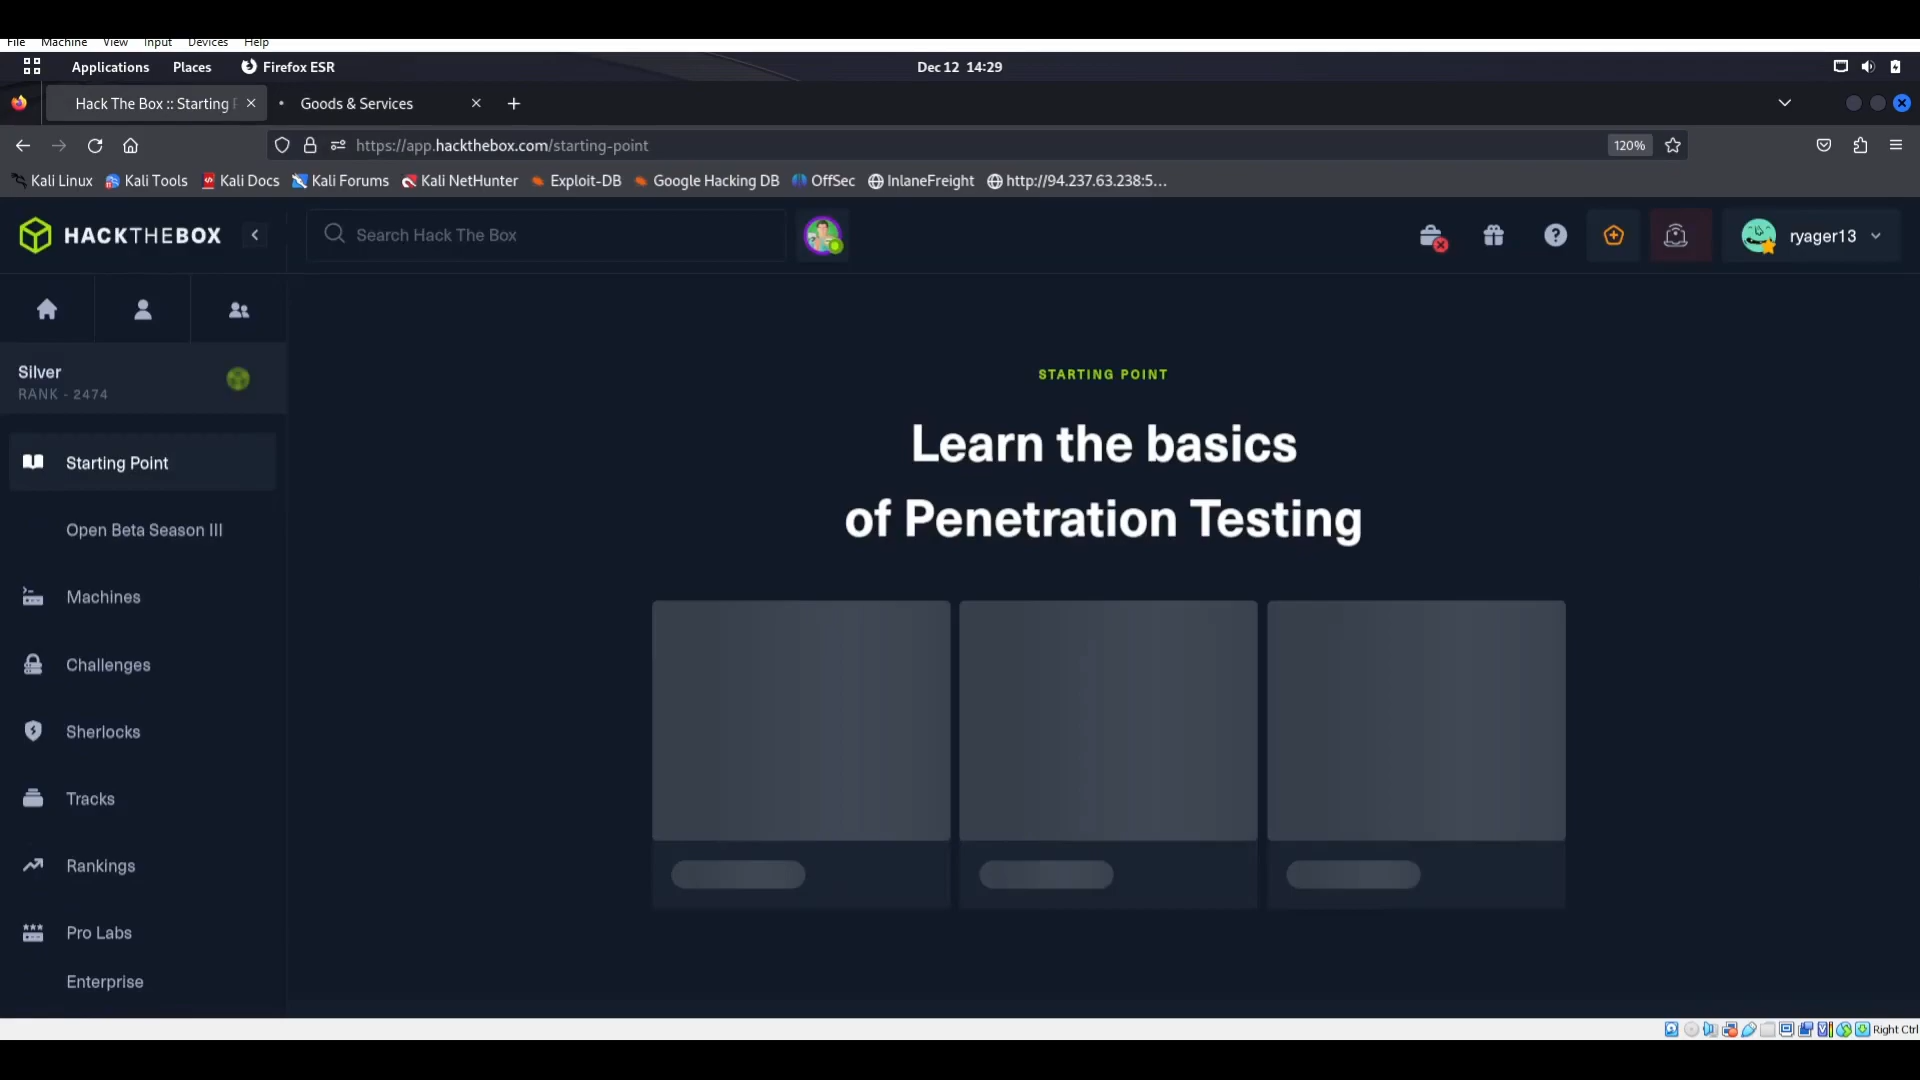 File Machine View Input Devices Help
Applications Places Firefox ESR Dec 12 14:29
Hack The Box :: Starting Goods & Services
https://app.hackthebox.com/starting-point 120%
Kali Linux Kali Tools Kali Docs Kali Forums Kali NetHunter Exploit-DB Google Hacking DB OffSec InlaneFreight http://94.237.63.238:5...
HACKTHEBOX Search Hack The Box ryager13
Silver
RANK - 2474
Starting Point
Open Beta Season III
Machines
Challenges
Sherlocks
Tracks
Rankings
Pro Labs
Enterprise
STARTING POINT
Learn the basics
of Penetration Testing
Right Ctrl